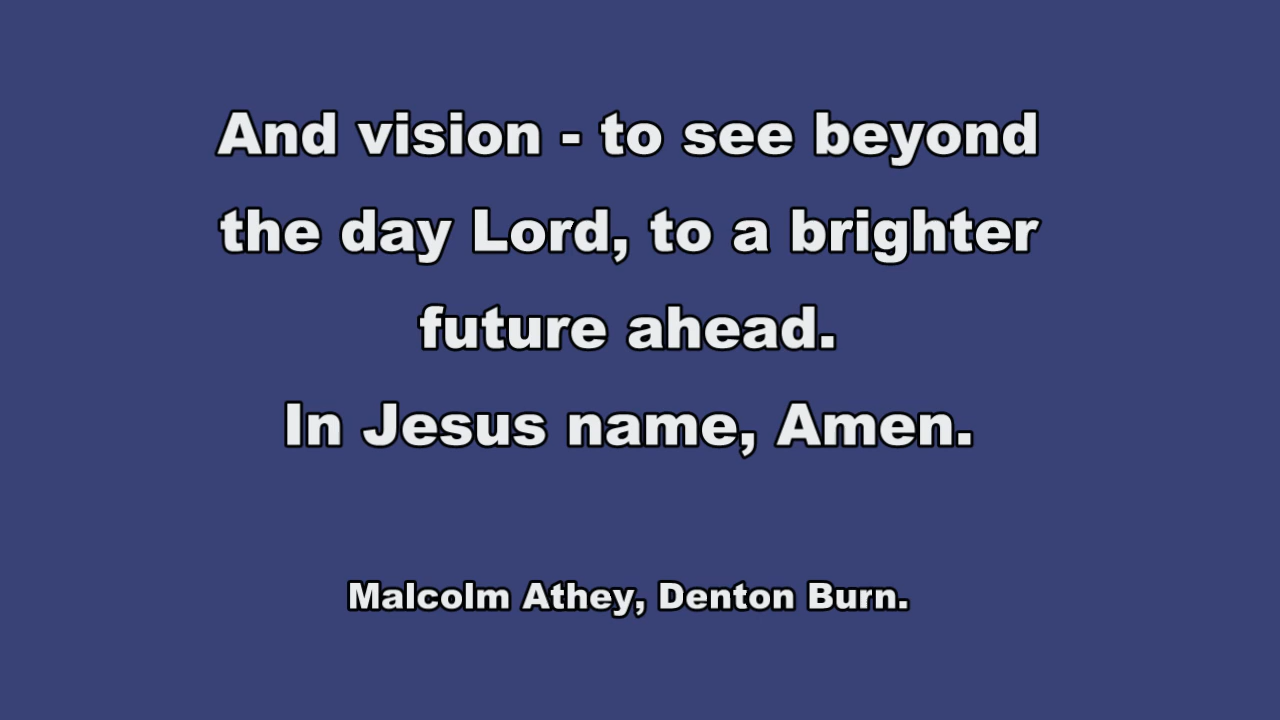 And vision - to see beyond
the day Lord, to a brighter
future ahead.
In Jesus name, Amen.
Malcolm Athey, Denton Burn.